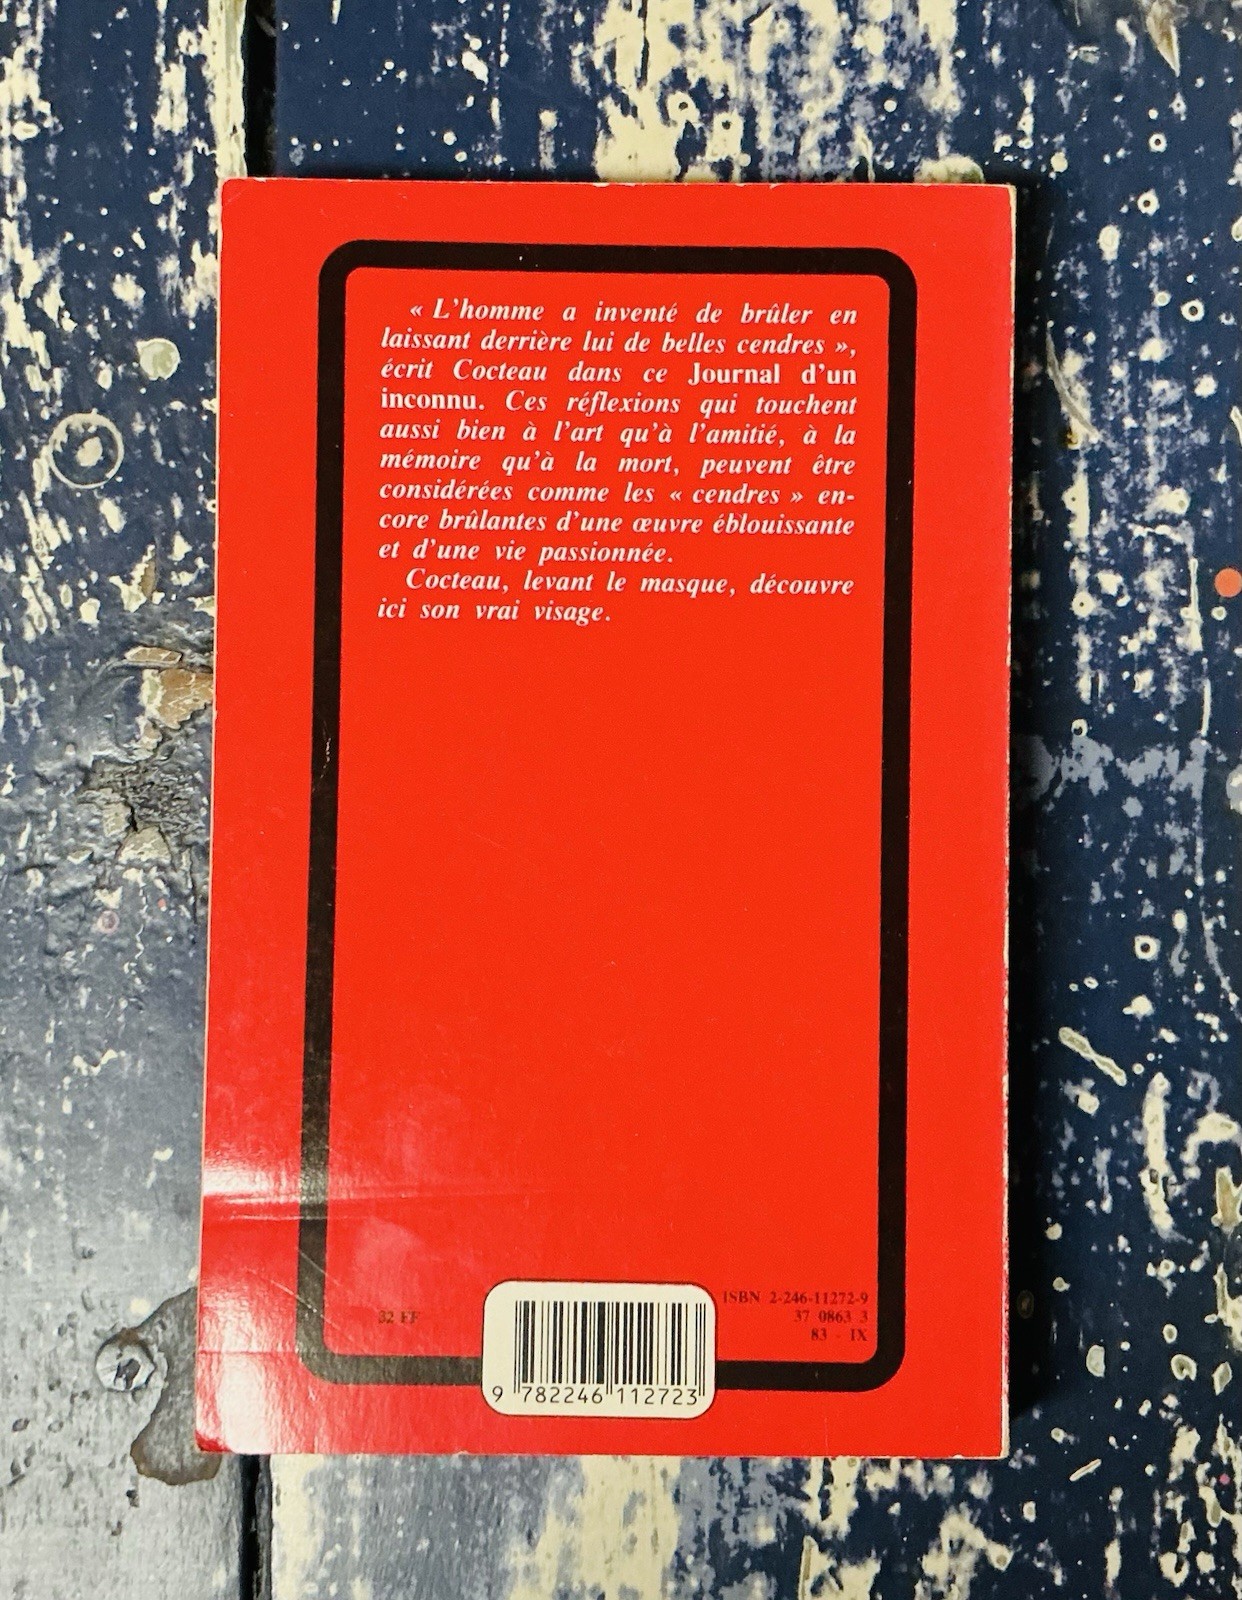 « L’homme a inventé de brûler en
laissant derrière lui de belles cendres »,
écrit Cocteau dans ce Journal d’un
inconnu. Ces réflexions qui touchent
aussi bien à l’art qu’à l’amitié, à la
mémoire qu’à la mort, peuvent être
considérées comme les « cendres » en-
core brûlantes d’une œuvre éblouissante
et d’une vie passionnée.
Cocteau, levant le masque, découvre
ici son vrai visage.
32 FF
ISBN 2-246-11272-9
37 0863 3
83 - IX
9 782246 112723